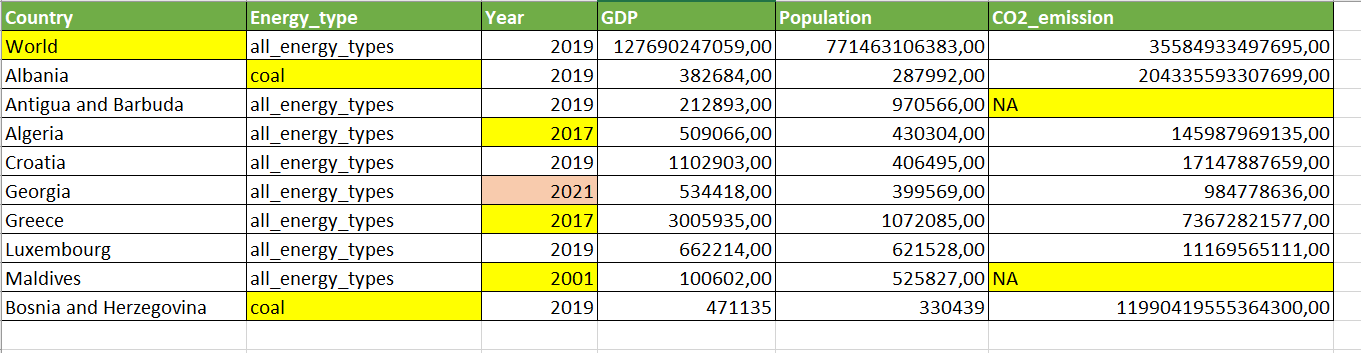 Country Energy_type Year GDP Population CO2_emission
World all_energy_types 2019 127690247059,00 771463106383,00 35584933497695,00
Albania coal 2019 382684,00 287992,00 204335593307699,00
Antigua and Barbuda all_energy_types 2019 212893,00 970566,00 NA
Algeria all_energy_types 2017 509066,00 430304,00 145987969135,00
Croatia all_energy_types 2019 1102903,00 406495,00 17147887659,00
Georgia all_energy_types 2021 534418,00 399569,00 984778636,00
Greece all_energy_types 2017 3005935,00 1072085,00 73672821577,00
Luxembourg all_energy_types 2019 662214,00 621528,00 11169565111,00
Maldives all_energy_types 2001 100602,00 525827,00 NA
Bosnia and Herzegovina coal 2019 471135 330439 11990419555364300,00